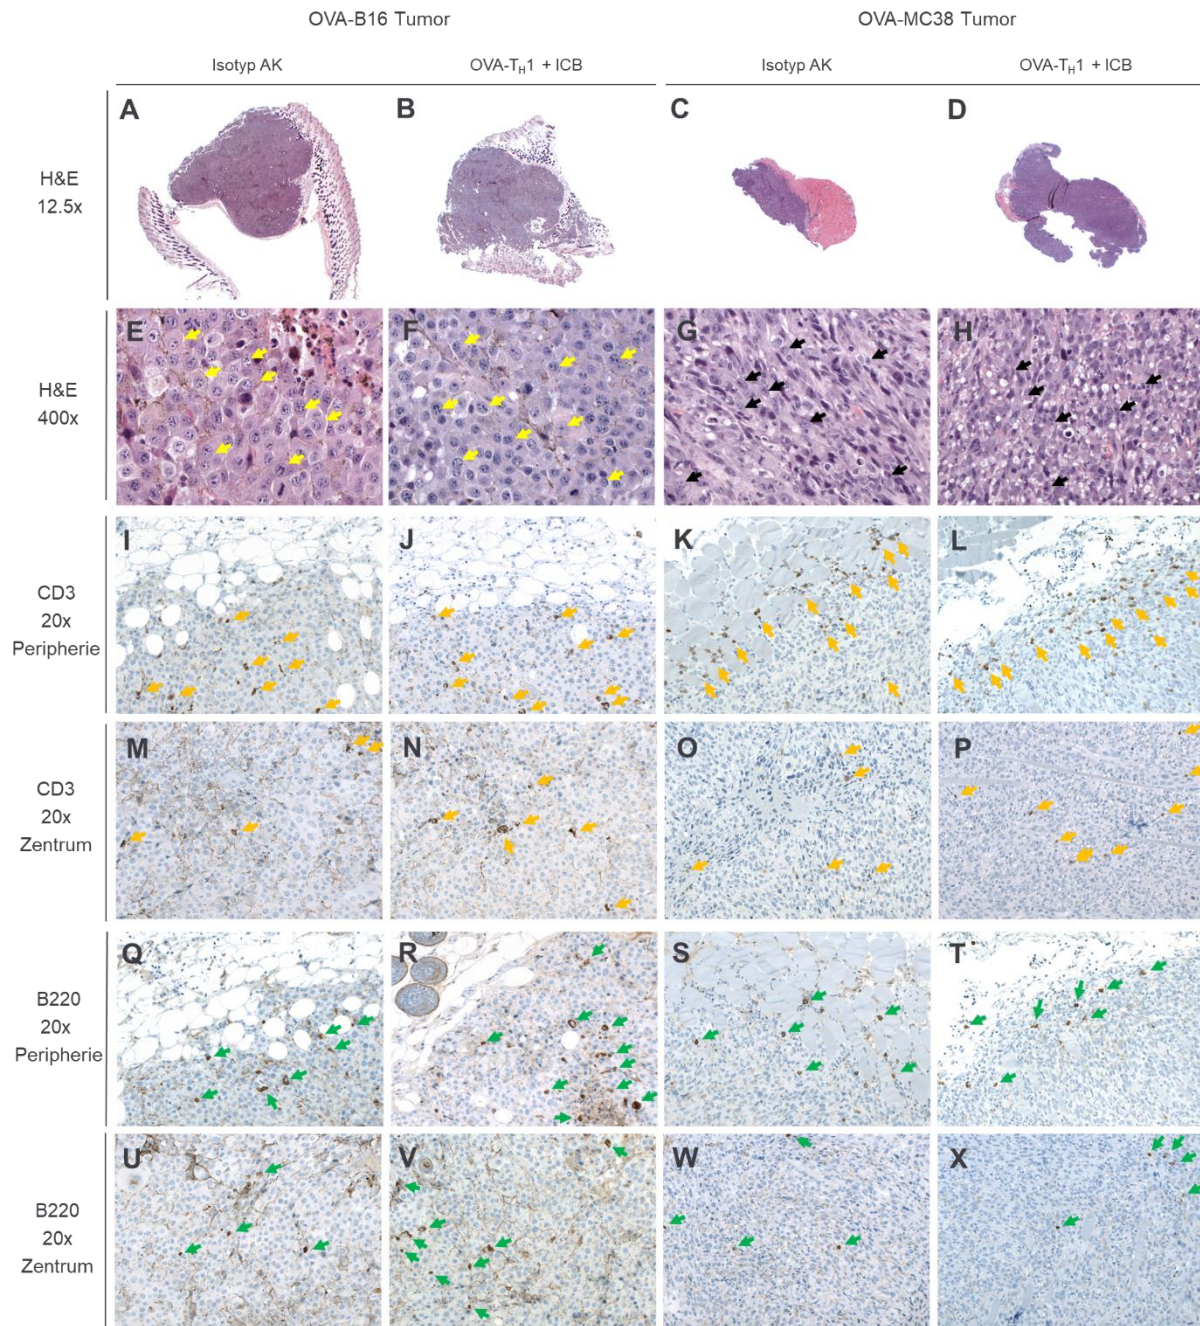 OVA-B16 Tumor OVA-MC38 Tumor
Isotyp AK OVA-TH1 + ICB Isotyp AK OVA-TH1 + ICB
A B C D
H&E
12.5x
E F G H
H&E
400x
I J K L
CD3
20x
Peripherie
M N O P
CD3
20x
Zentrum
Q R S T
B220
20x
Peripherie
U V W X
B220
20x
Zentrum